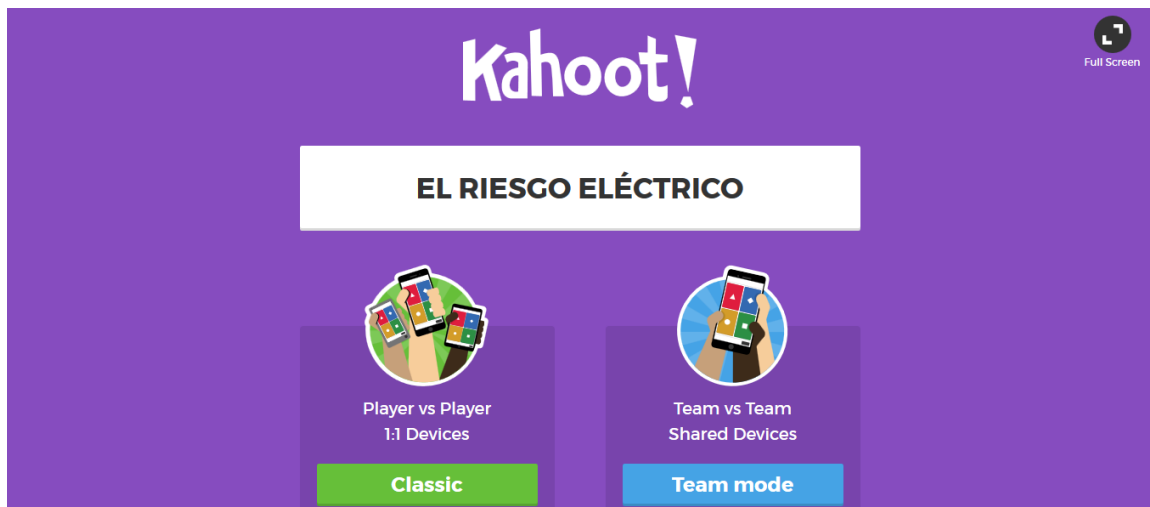 Kahoot!
Full Screen
EL RIESGO ELÉCTRICO
Player vs Player
1:1 Devices
Classic
Team vs Team
Shared Devices
Team mode